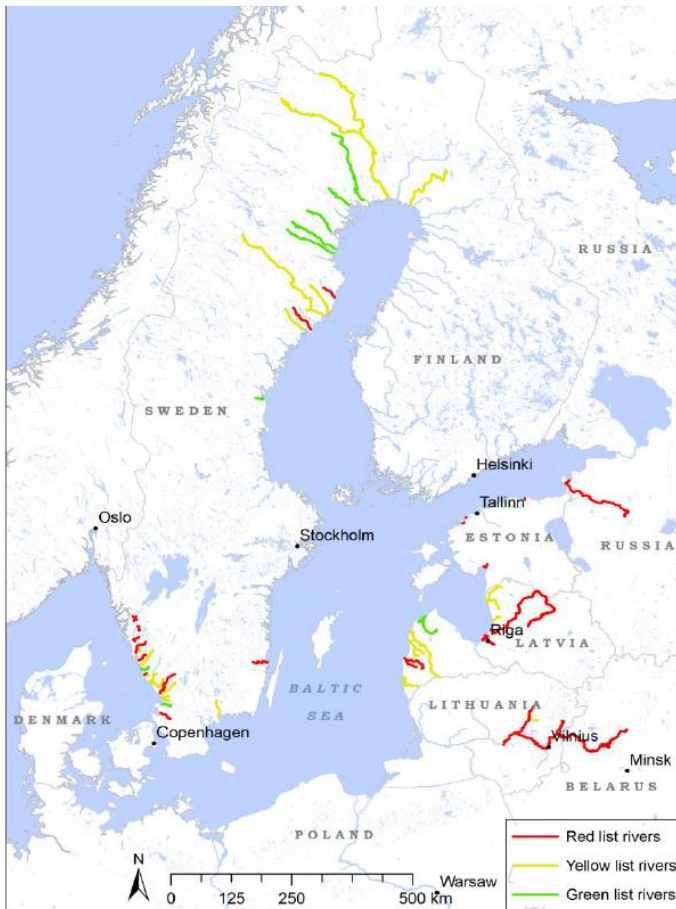 RUSSIA
FINLAND
SWEDEN
Helsinki
Oslo
Tallinn
Stockholm
ESTONIA
RUSSIA
Riga
LATVIA
BALTIC
SEA
LITHUANIA
DENMARK
Copenhagen
Vilnius
Minsk
BELARUS
POLAND
Red list rivers
Yellow list rivers
Green list rivers
N
0 125 250 500 km
Warsaw